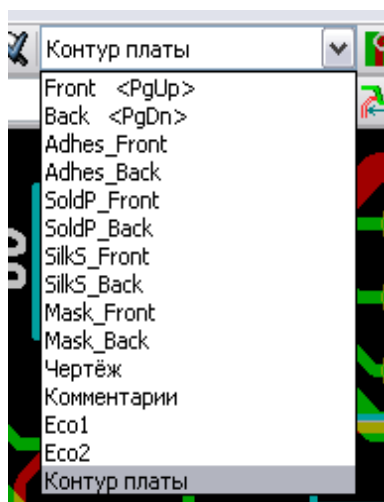 Контур платы
Front <PgUp>
Back <PgDn>
Adhes_Front
Adhes_Back
SoldP_Front
SoldP_Back
SilkS_Front
SilkS_Back
Mask_Front
Mask_Back
Чертёж
Комментарии
Eco1
Eco2
Контур платы